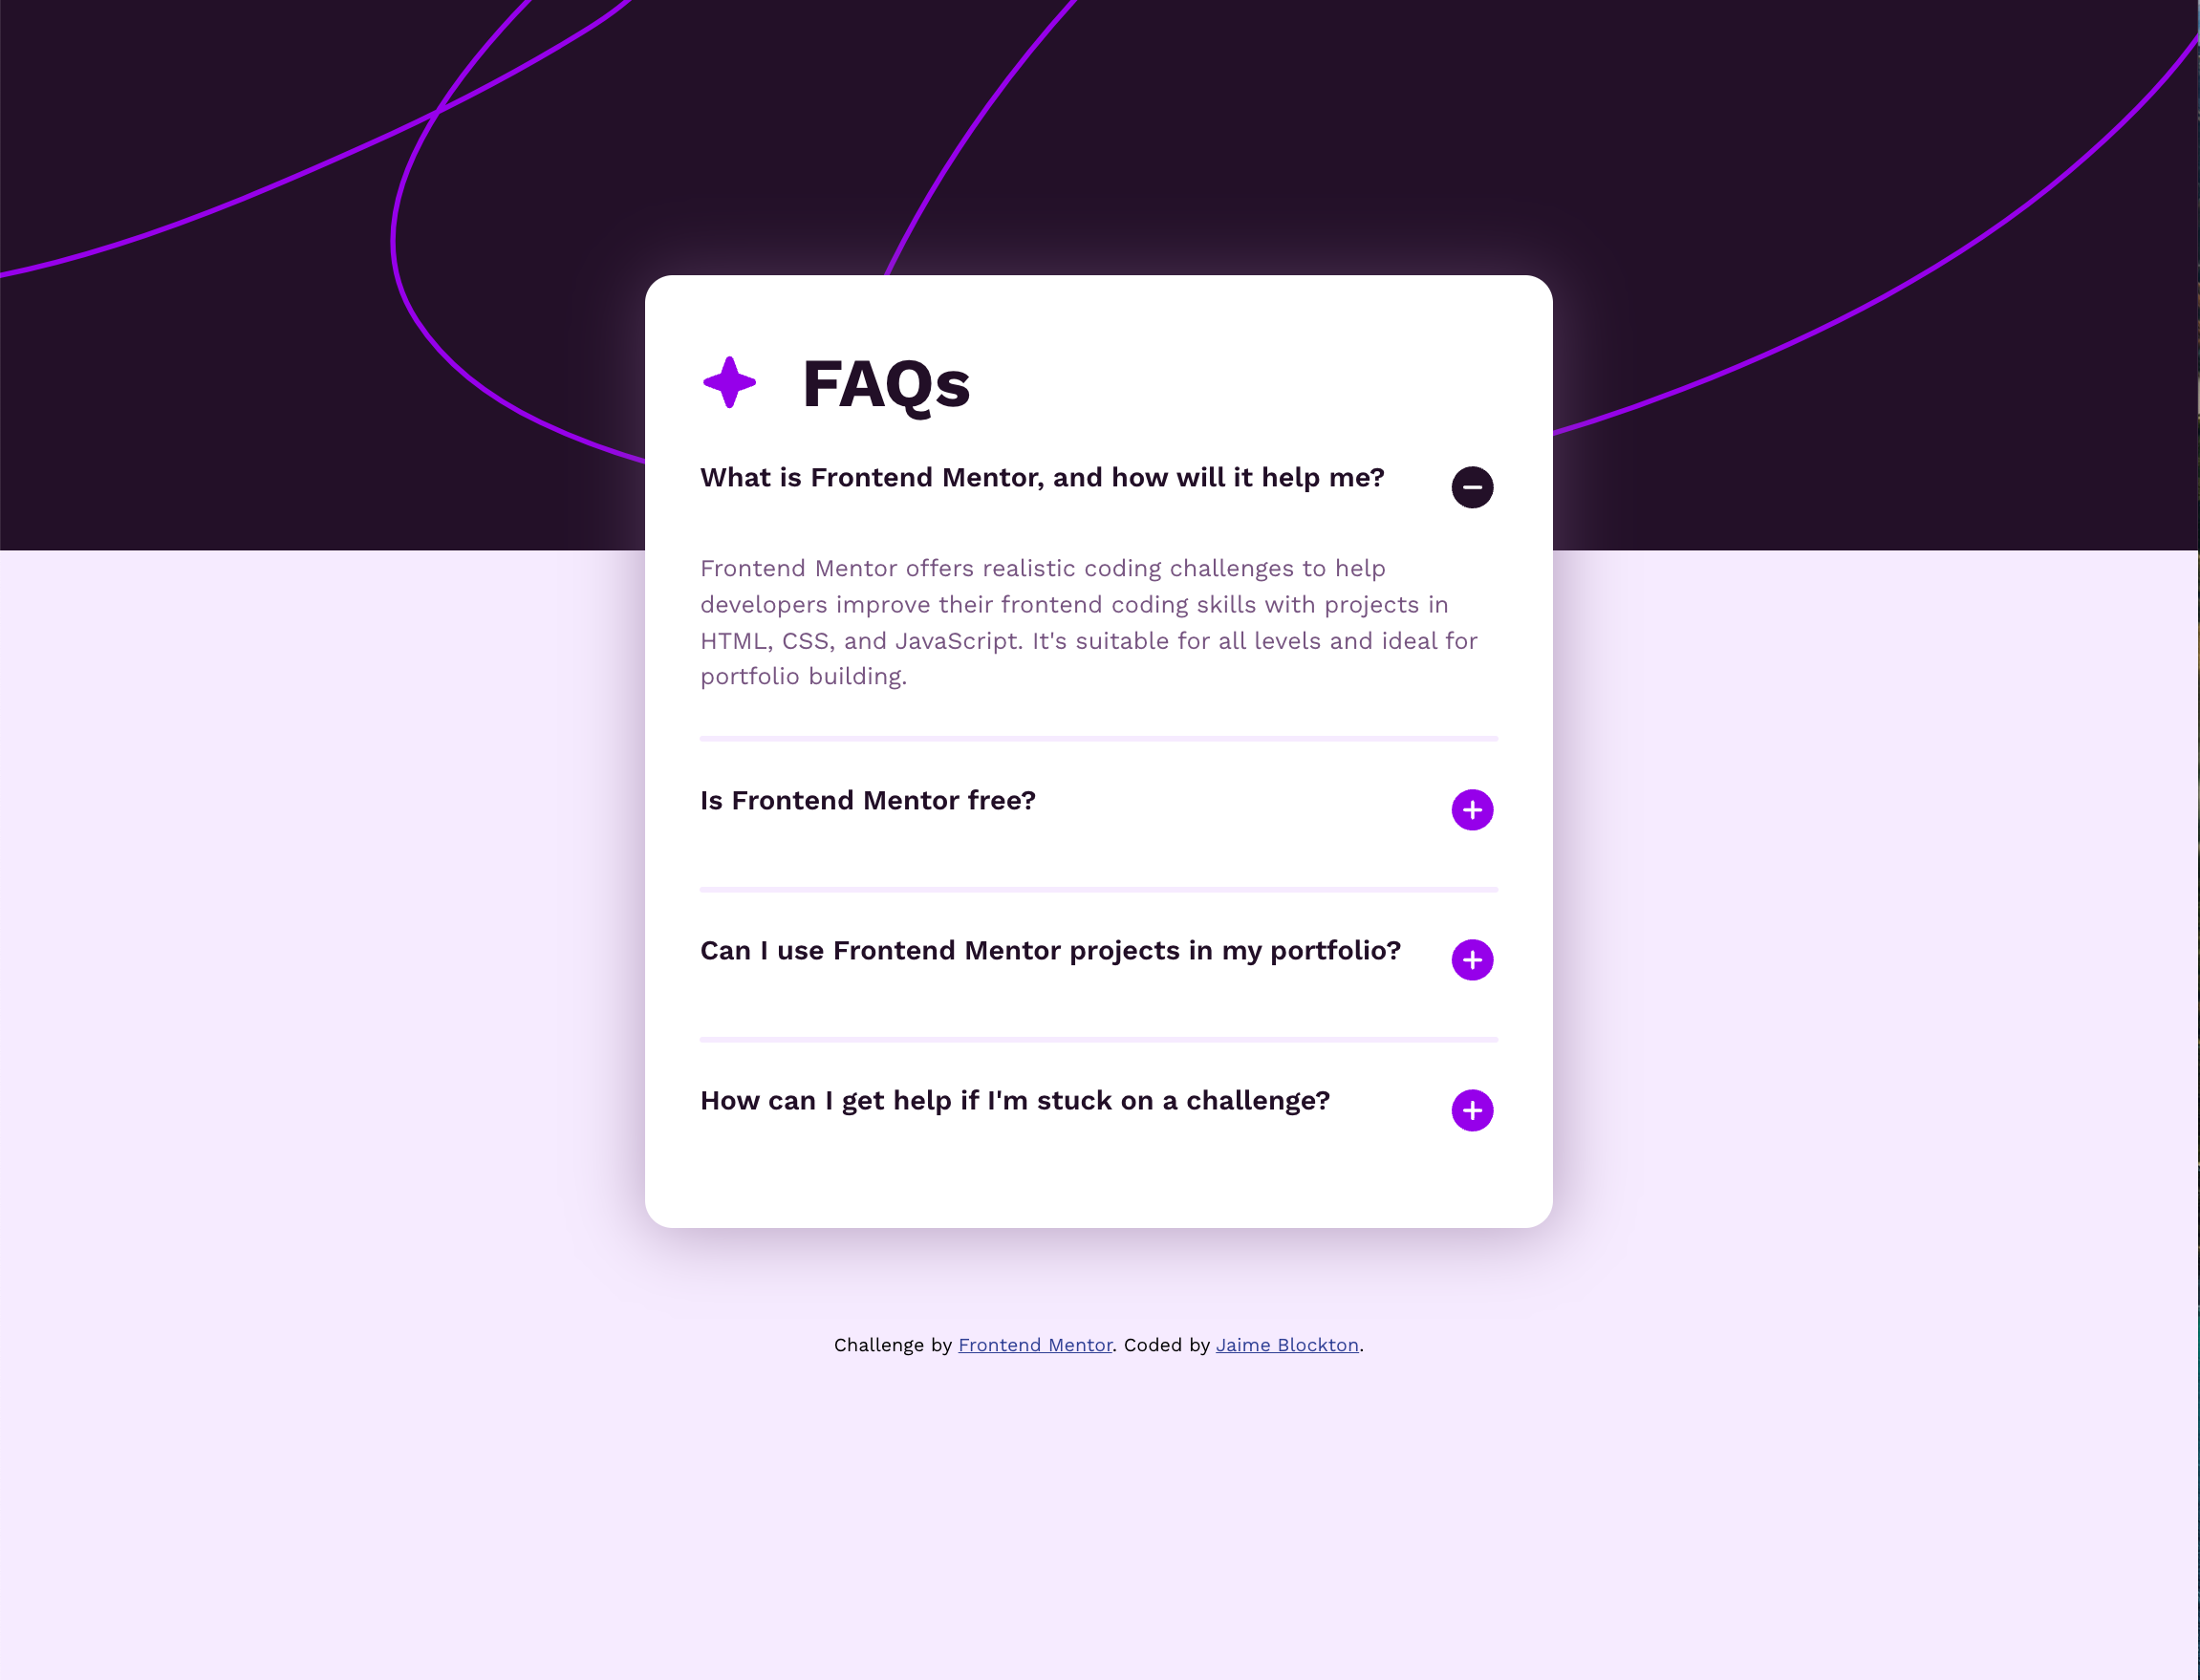 FAQs
What is Frontend Mentor, and how will it help me?
Frontend Mentor offers realistic coding challenges to help
developers improve their frontend coding skills with projects in
HTML, CSS, and JavaScript. It's suitable for all levels and ideal for
portfolio building.
Is Frontend Mentor free?
Can I use Frontend Mentor projects in my portfolio?
How can I get help if I'm stuck on a challenge?
Challenge by Frontend Mentor. Coded by Jaime Blockton.